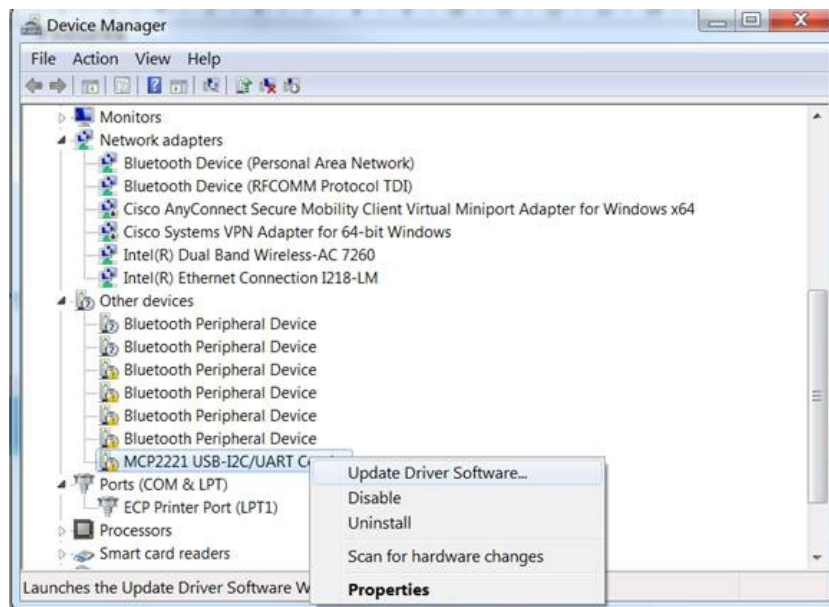 Device Manager
File Action View Help
Monitors
Network adapters
Bluetooth Device (Personal Area Network)
Bluetooth Device (RFCOMM Protocol TDI)
Cisco AnyConnect Secure Mobility Client Virtual Miniport Adapter for Windows x64
Cisco Systems VPN Adapter for 64-bit Windows
Intel(R) Dual Band Wireless-AC 7260
Intel(R) Ethernet Connection I218-LM
Other devices
Bluetooth Peripheral Device
Bluetooth Peripheral Device
Bluetooth Peripheral Device
Bluetooth Peripheral Device
Bluetooth Peripheral Device
Bluetooth Peripheral Device
MCP2221 USB-I2C/UART
Ports (COM & LPT)
ECP Printer Port (LPT1)
Processors
Smart card readers
Launches the Update Driver Software W
Update Driver Software...
Disable
Uninstall
Scan for hardware changes
Properties